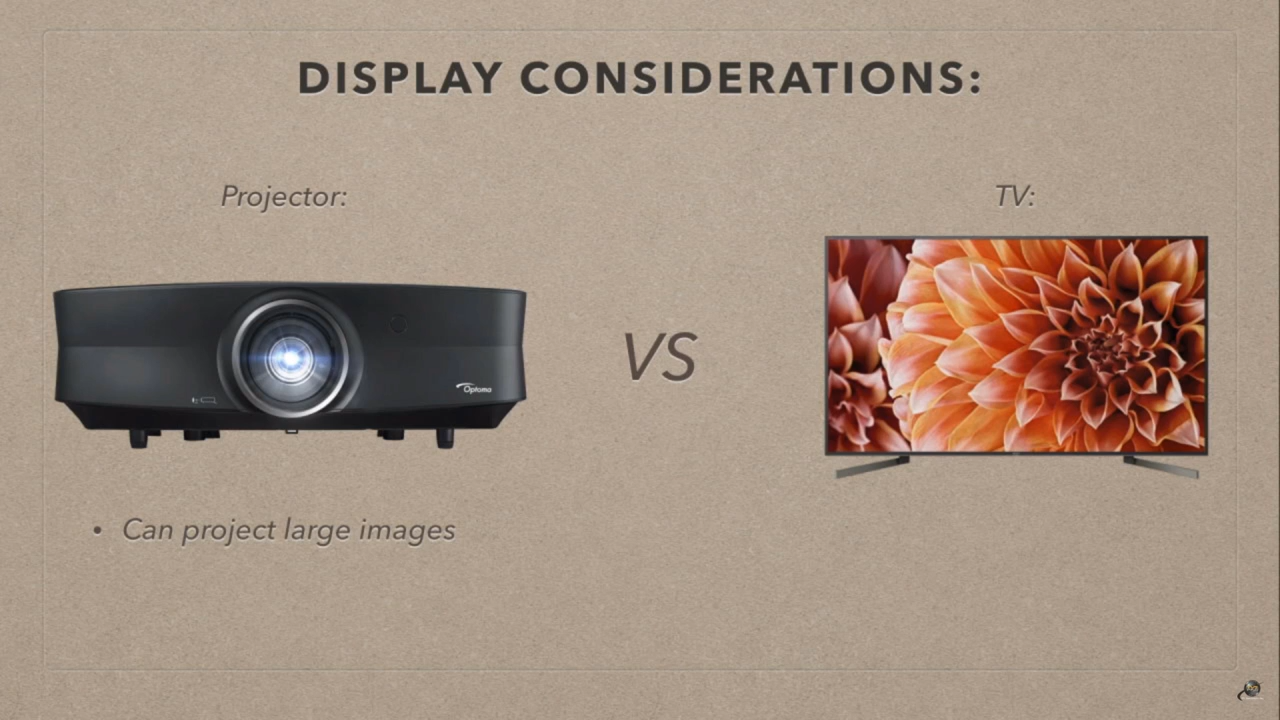 DISPLAY CONSIDERATIONS:
Projector:
TV:
VS
Optoma
• Can project large images